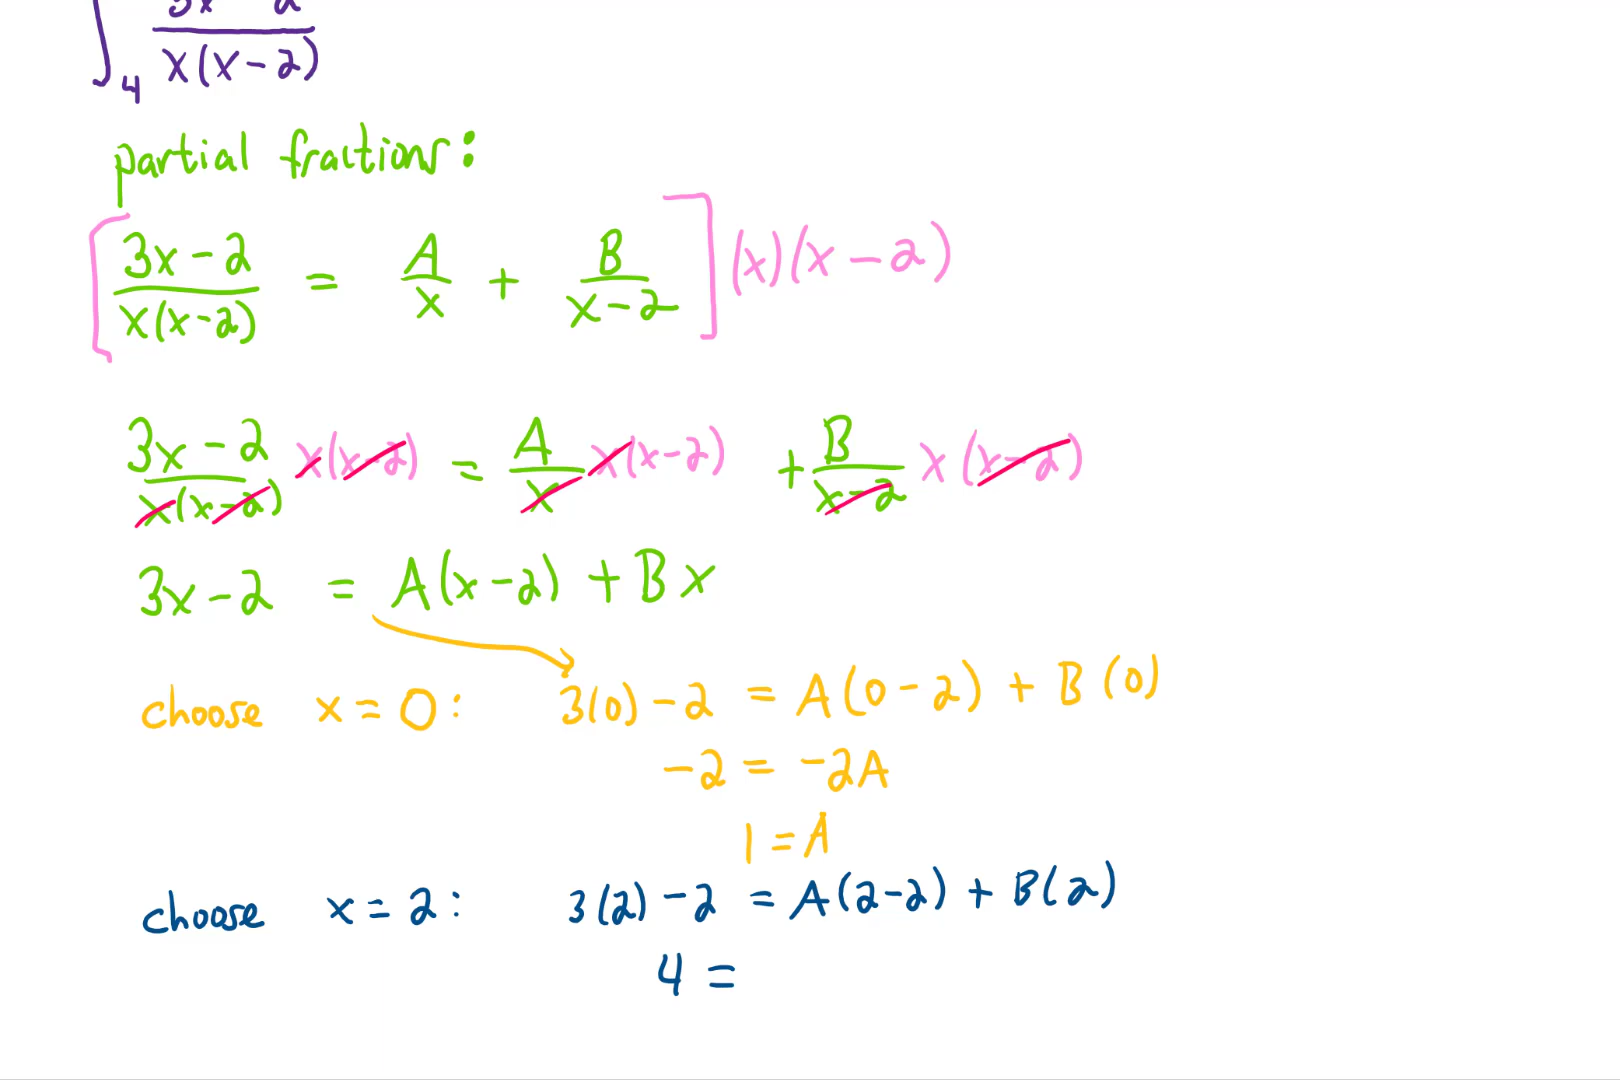 ∫_4 (3x - 2)/(x(x-2))
partial fractions:
[ (3x-2)/(x(x-2)) = A/x + B/(x-2) ] (x)(x-2)
(3x-2)/(x(x-2)) x(x-2) = A/x x(x-2) + B/(x-2) x(x-2)
3x-2 = A(x-2) + Bx
choose x=0: 3(0)-2 = A(0-2) + B(0)
-2 = -2A
1 = A
choose x=2: 3(2)-2 = A(2-2) + B(2)
4 =